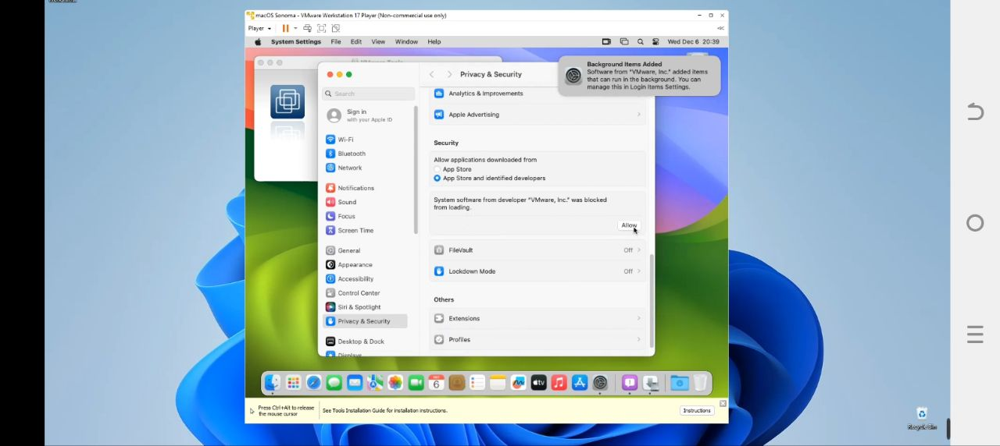 macOS Sonoma - VMware Workstation 17 Player (Non-commercial use only)
Player
System Settings File Edit View Window Help Wed Dec 6 20:39
VMware Tools
Privacy & Security
Background Items Added
Software from "VMware, Inc." added items
that can run in the background. You can
manage this in Login Items Settings.
Search
Sign in
with your Apple ID
Wi-Fi
Bluetooth
Network
Notifications
Sound
Focus
Screen Time
General
Appearance
Accessibility
Control Center
Siri & Spotlight
Privacy & Security
Desktop & Dock
Displays
Analytics & Improvements
Apple Advertising
Security
Allow applications downloaded from
App Store
App Store and identified developers
System software from developer "VMware, Inc." was blocked
from loading.
Allow
FileVault Off
Lockdown Mode Off
Others
Extensions
Profiles
6
tv
Press Ctrl+Alt to release
the mouse cursor
See Tools Installation Guide for installation instructions.
Instructions
Recycle Bin